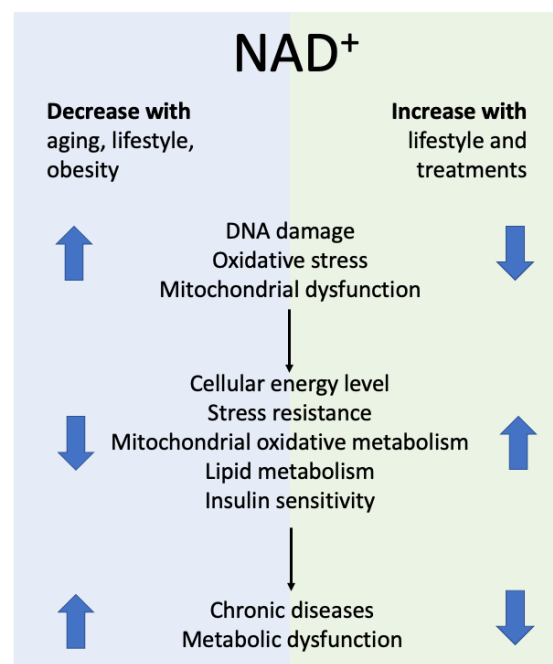 NAD⁺
Decrease with
aging, lifestyle,
obesity
Increase with
lifestyle and
treatments
DNA damage
Oxidative stress
Mitochondrial dysfunction
Cellular energy level
Stress resistance
Mitochondrial oxidative metabolism
Lipid metabolism
Insulin sensitivity
Chronic diseases
Metabolic dysfunction